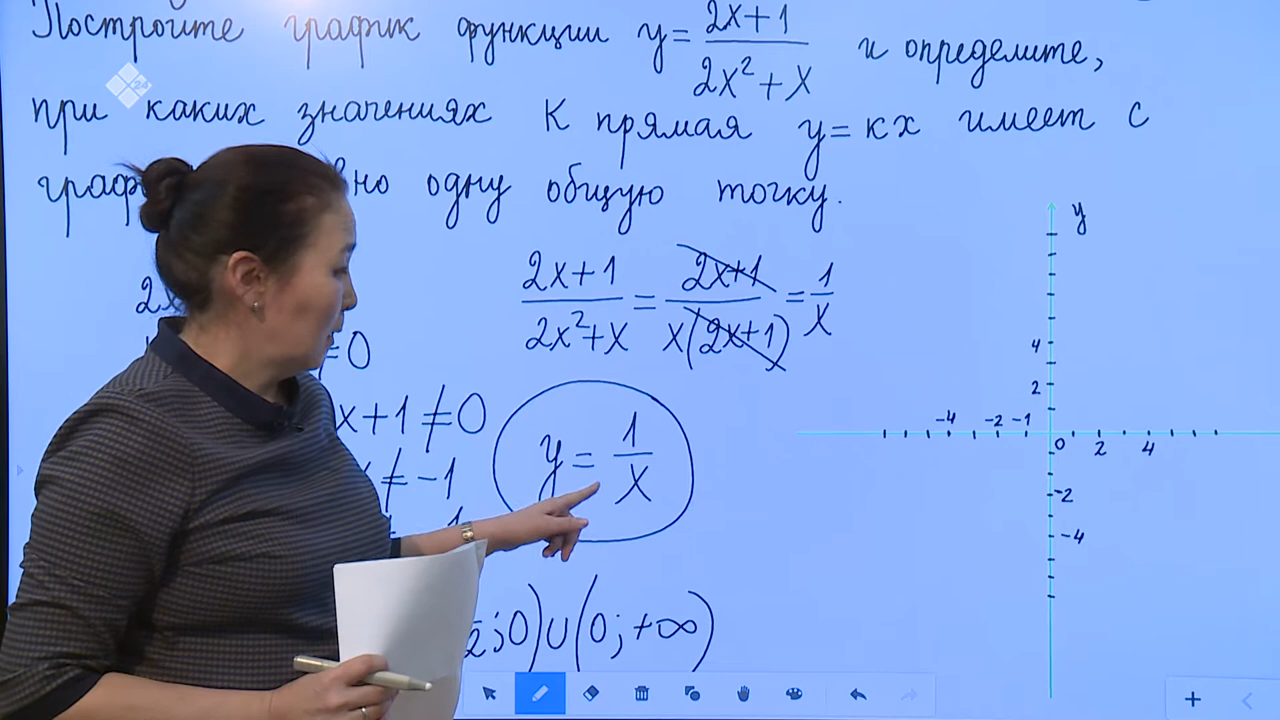 Постройте график функции y = (2x+1)/(2x²+x) и определите,
при каких значениях К прямая y=кx имеет с
одну общую точку.
(2x+1)/(2x²+x) = (2x+1)/(x(2x+1)) = 1/x
≠0
x+1≠0
≠-1
y = 1/x
;0)∪(0;+∞)
y
4
2
-4 -2 -1 0 2 4
-2
-4
24